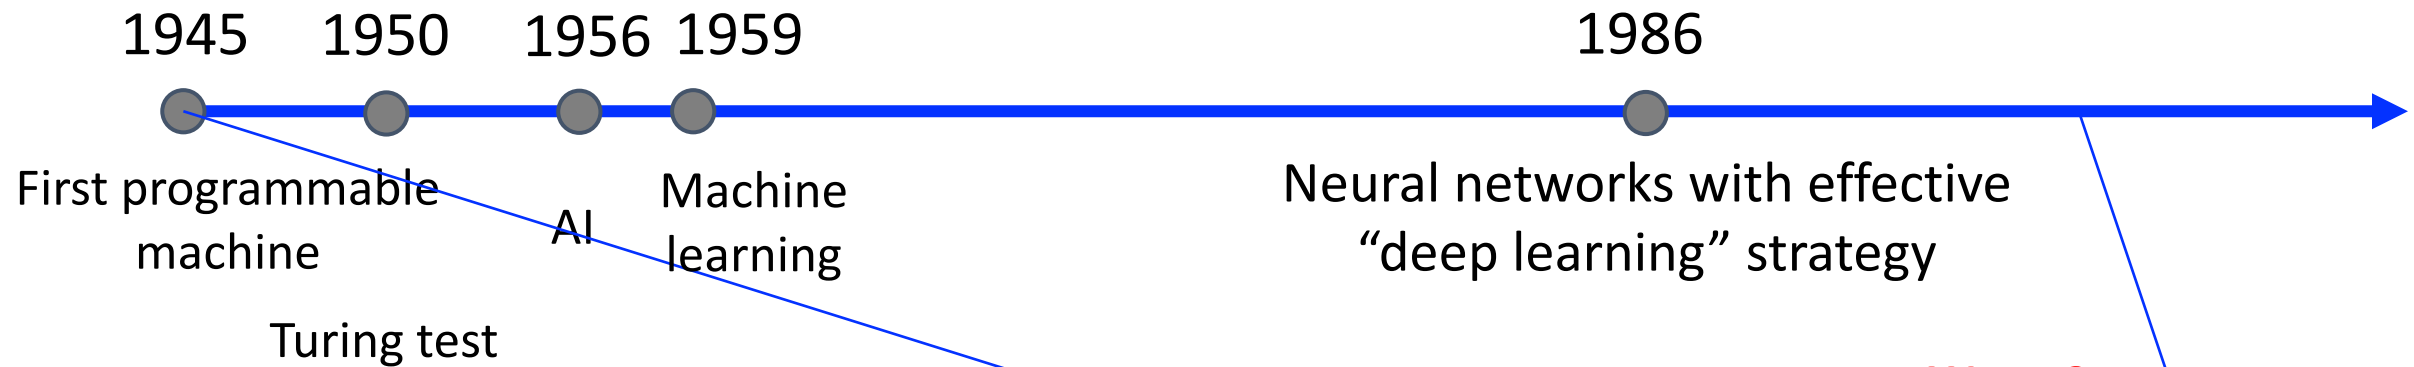 1945 1950 1956 1959 1986
First programmable
machine
Turing test
AI
Machine
learning
Neural networks with effective
“deep learning” strategy